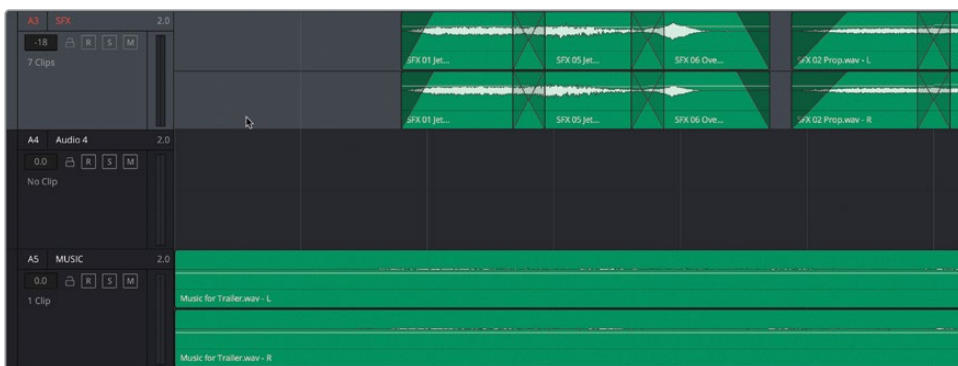 A3 SFX 2.0
-18 R S M
7 Clips
SFX 01 Jet... SFX 05 Jet... SFX 06 Ove... SFX 02 Prop.wav - L
SFX 01 Jet... SFX 05 Jet... SFX 06 Ove... SFX 02 Prop.wav - R
A4 Audio 4 2.0
0.0 R S M
No Clip
A5 MUSIC 2.0
0.0 R S M
1 Clip
Music for Trailer.wav - L
Music for Trailer.wav - R